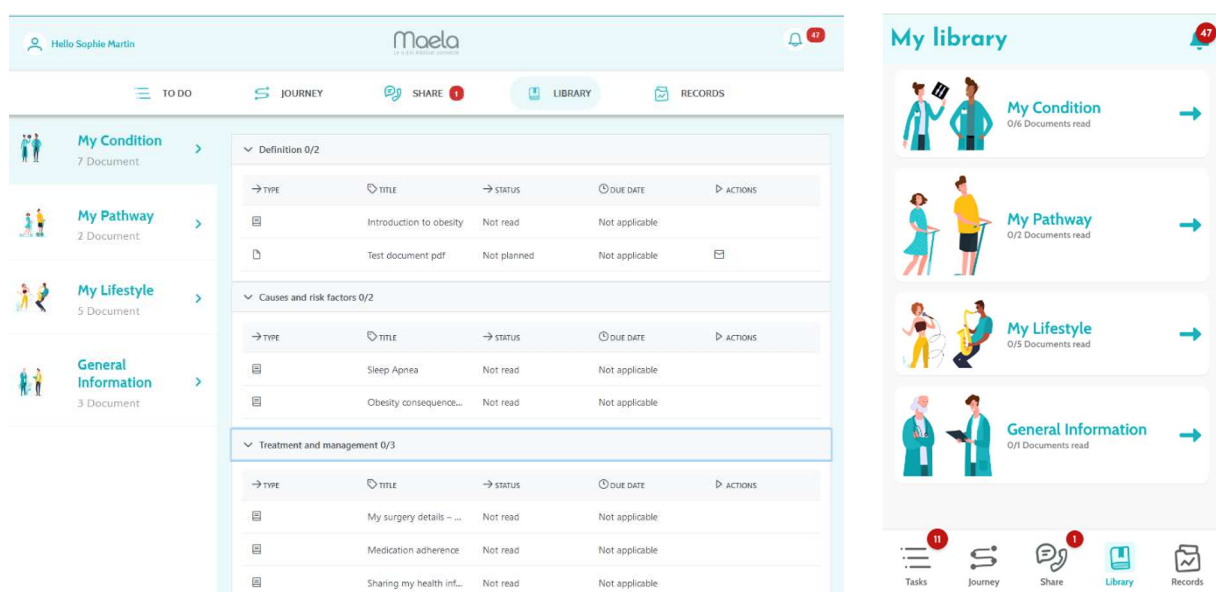 Hello Sophie Martin
Maela
47
TO DO
JOURNEY
SHARE 1
LIBRARY
RECORDS
My Condition
7 Document
My Pathway
2 Document
My Lifestyle
5 Document
General
Information
3 Document
Definition 0/2
TYPE TITLE STATUS DUE DATE ACTIONS
Introduction to obesity Not read Not applicable
Test document pdf Not planned Not applicable
Causes and risk factors 0/2
TYPE TITLE STATUS DUE DATE ACTIONS
Sleep Apnea Not read Not applicable
Obesity consequence... Not read Not applicable
Treatment and management 0/3
TYPE TITLE STATUS DUE DATE ACTIONS
My surgery details – ... Not read Not applicable
Medication adherence Not read Not applicable
Sharing my health inf... Not read Not applicable
My library
47
My Condition
0/6 Documents read
My Pathway
0/2 Documents read
My Lifestyle
0/5 Documents read
General Information
0/1 Documents read
11
1
Tasks Journey Share Library Records